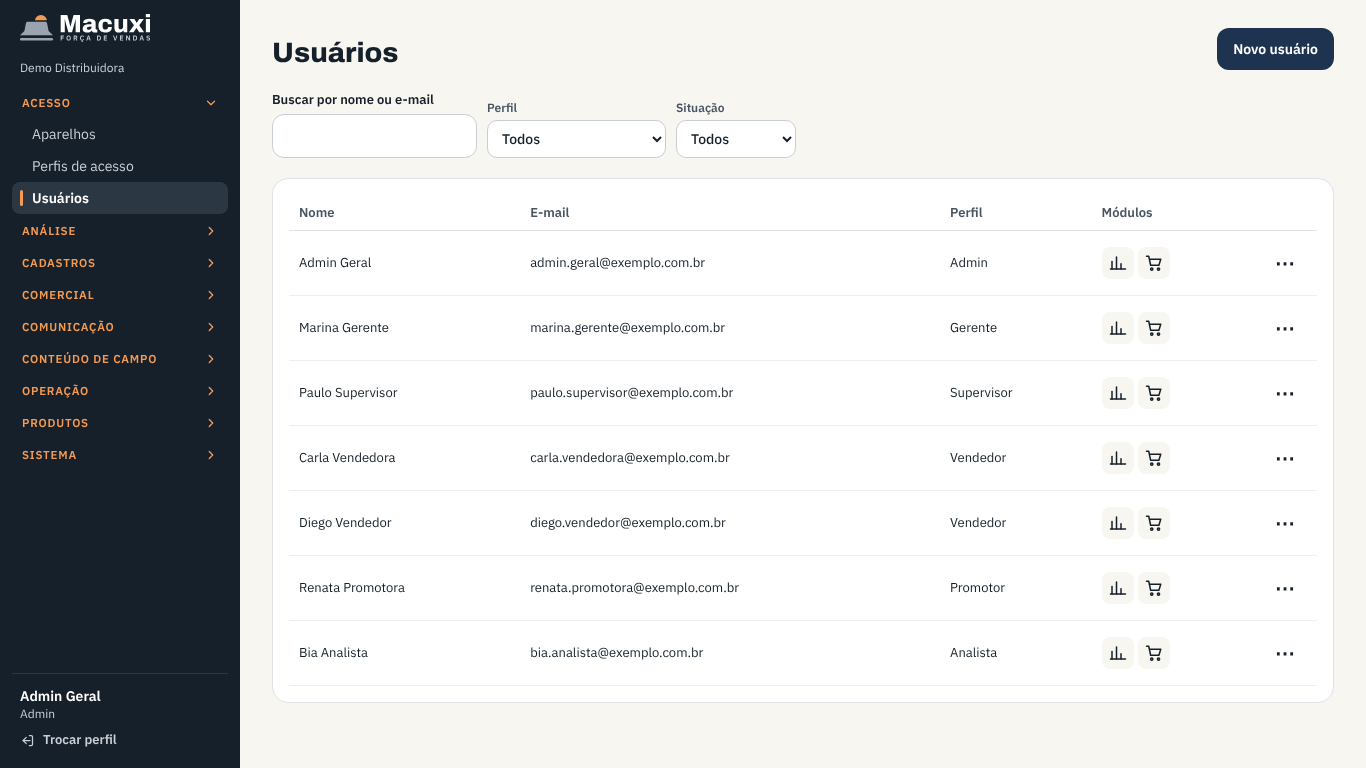 Macuxi
FORÇA DE VENDAS
Demo Distribuidora
ACESSO
Aparelhos
Perfis de acesso
Usuários
ANÁLISE
CADASTROS
COMERCIAL
COMUNICAÇÃO
CONTEÚDO DE CAMPO
OPERAÇÃO
PRODUTOS
SISTEMA
Admin Geral
Admin
Trocar perfil
Usuários
Novo usuário
Buscar por nome ou e-mail
Perfil
Situação
Todos
Todos
Nome E-mail Perfil Módulos
Admin Geral admin.geral@exemplo.com.br Admin
Marina Gerente marina.gerente@exemplo.com.br Gerente
Paulo Supervisor paulo.supervisor@exemplo.com.br Supervisor
Carla Vendedora carla.vendedora@exemplo.com.br Vendedor
Diego Vendedor diego.vendedor@exemplo.com.br Vendedor
Renata Promotora renata.promotora@exemplo.com.br Promotor
Bia Analista bia.analista@exemplo.com.br Analista